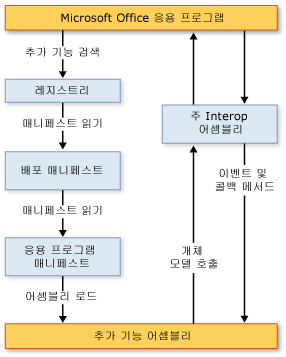 Microsoft Office 응용 프로그램
추가 기능 검색
레지스트리
매니페스트 읽기
배포 매니페스트
매니페스트 읽기
응용 프로그램
매니페스트
어셈블리 로드
주 Interop
어셈블리
이벤트 및
콜백 메서드
개체
모델 호출
추가 기능 어셈블리